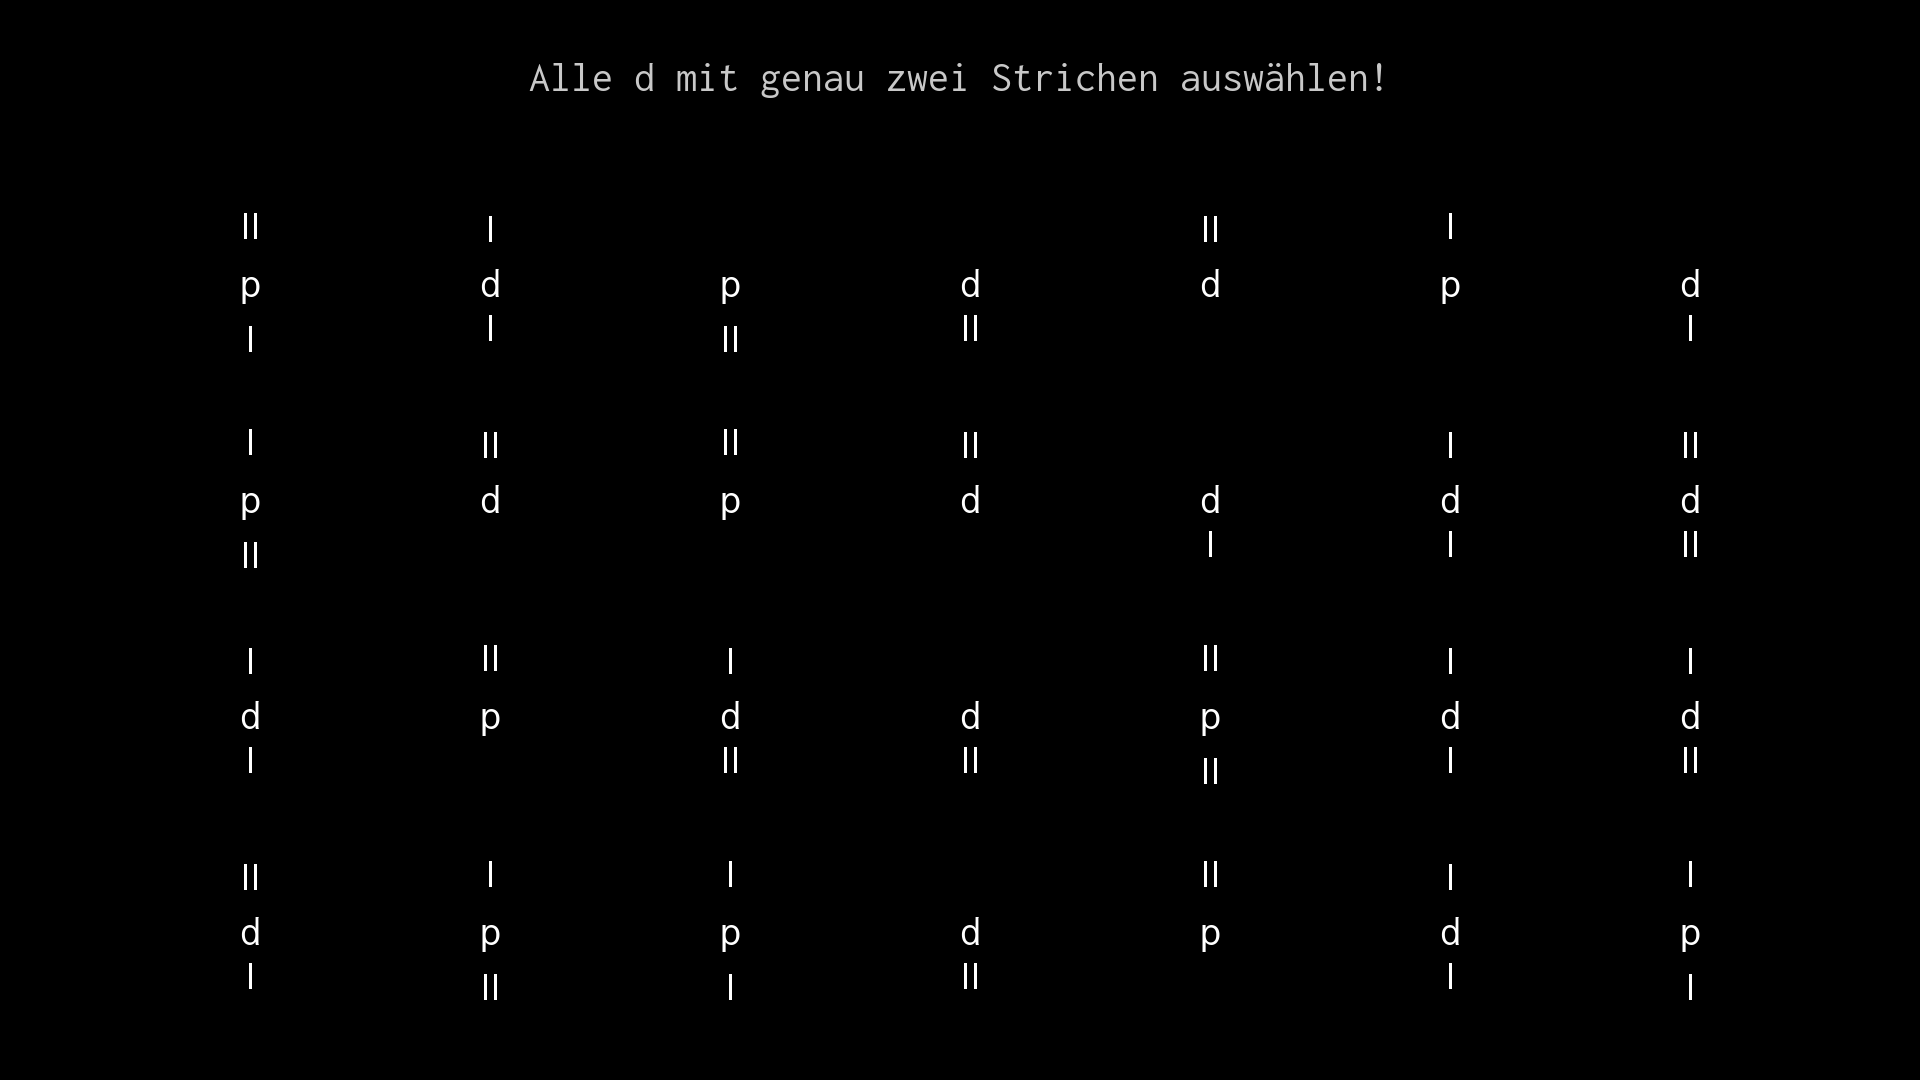 Alle d mit genau zwei Strichen auswählen!
|| | || |
p d p d d p d
| | || || |
| || || || | ||
p d p d d d d
|| | | ||
| || | || | |
d p d d p d d
| || || || | ||
|| | | || | |
d p p d p d p
| || | || | |